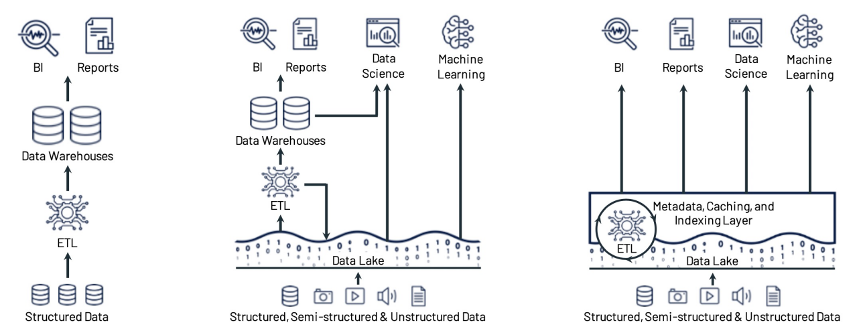 BI
Reports
Data Warehouses
ETL
Structured Data
BI
Reports
Data
Science
Machine
Learning
Data Warehouses
ETL
Data Lake
Structured, Semi-structured & Unstructured Data
BI
Reports
Data
Science
Machine
Learning
Metadata, Caching, and
Indexing Layer
ETL
Data Lake
Structured, Semi-structured & Unstructured Data